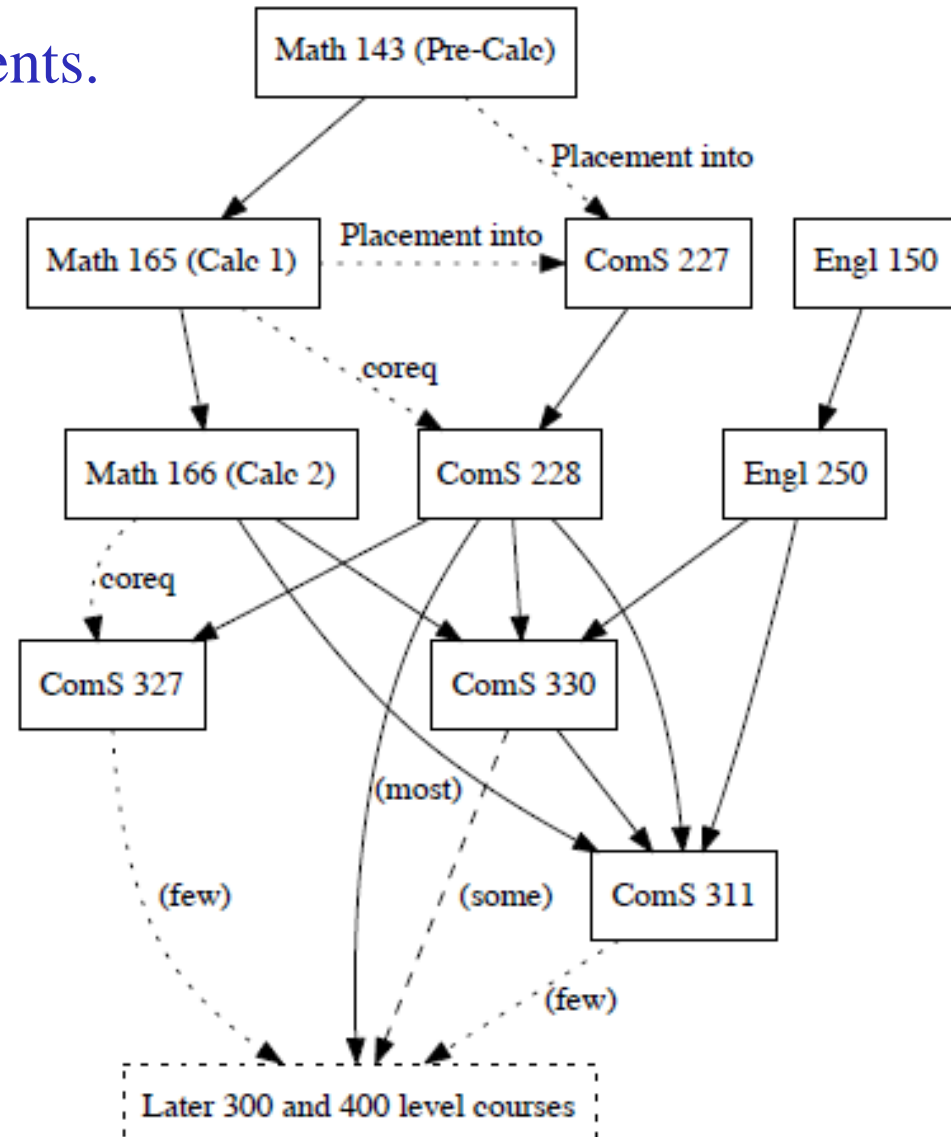 ents.
Math 143 (Pre-Calc)
Placement into
Math 165 (Calc 1)
Placement into
ComS 227
Engl 150
coreq
Math 166 (Calc 2)
ComS 228
Engl 250
coreq
ComS 327
ComS 330
(most)
(few)
(some)
ComS 311
(few)
Later 300 and 400 level courses